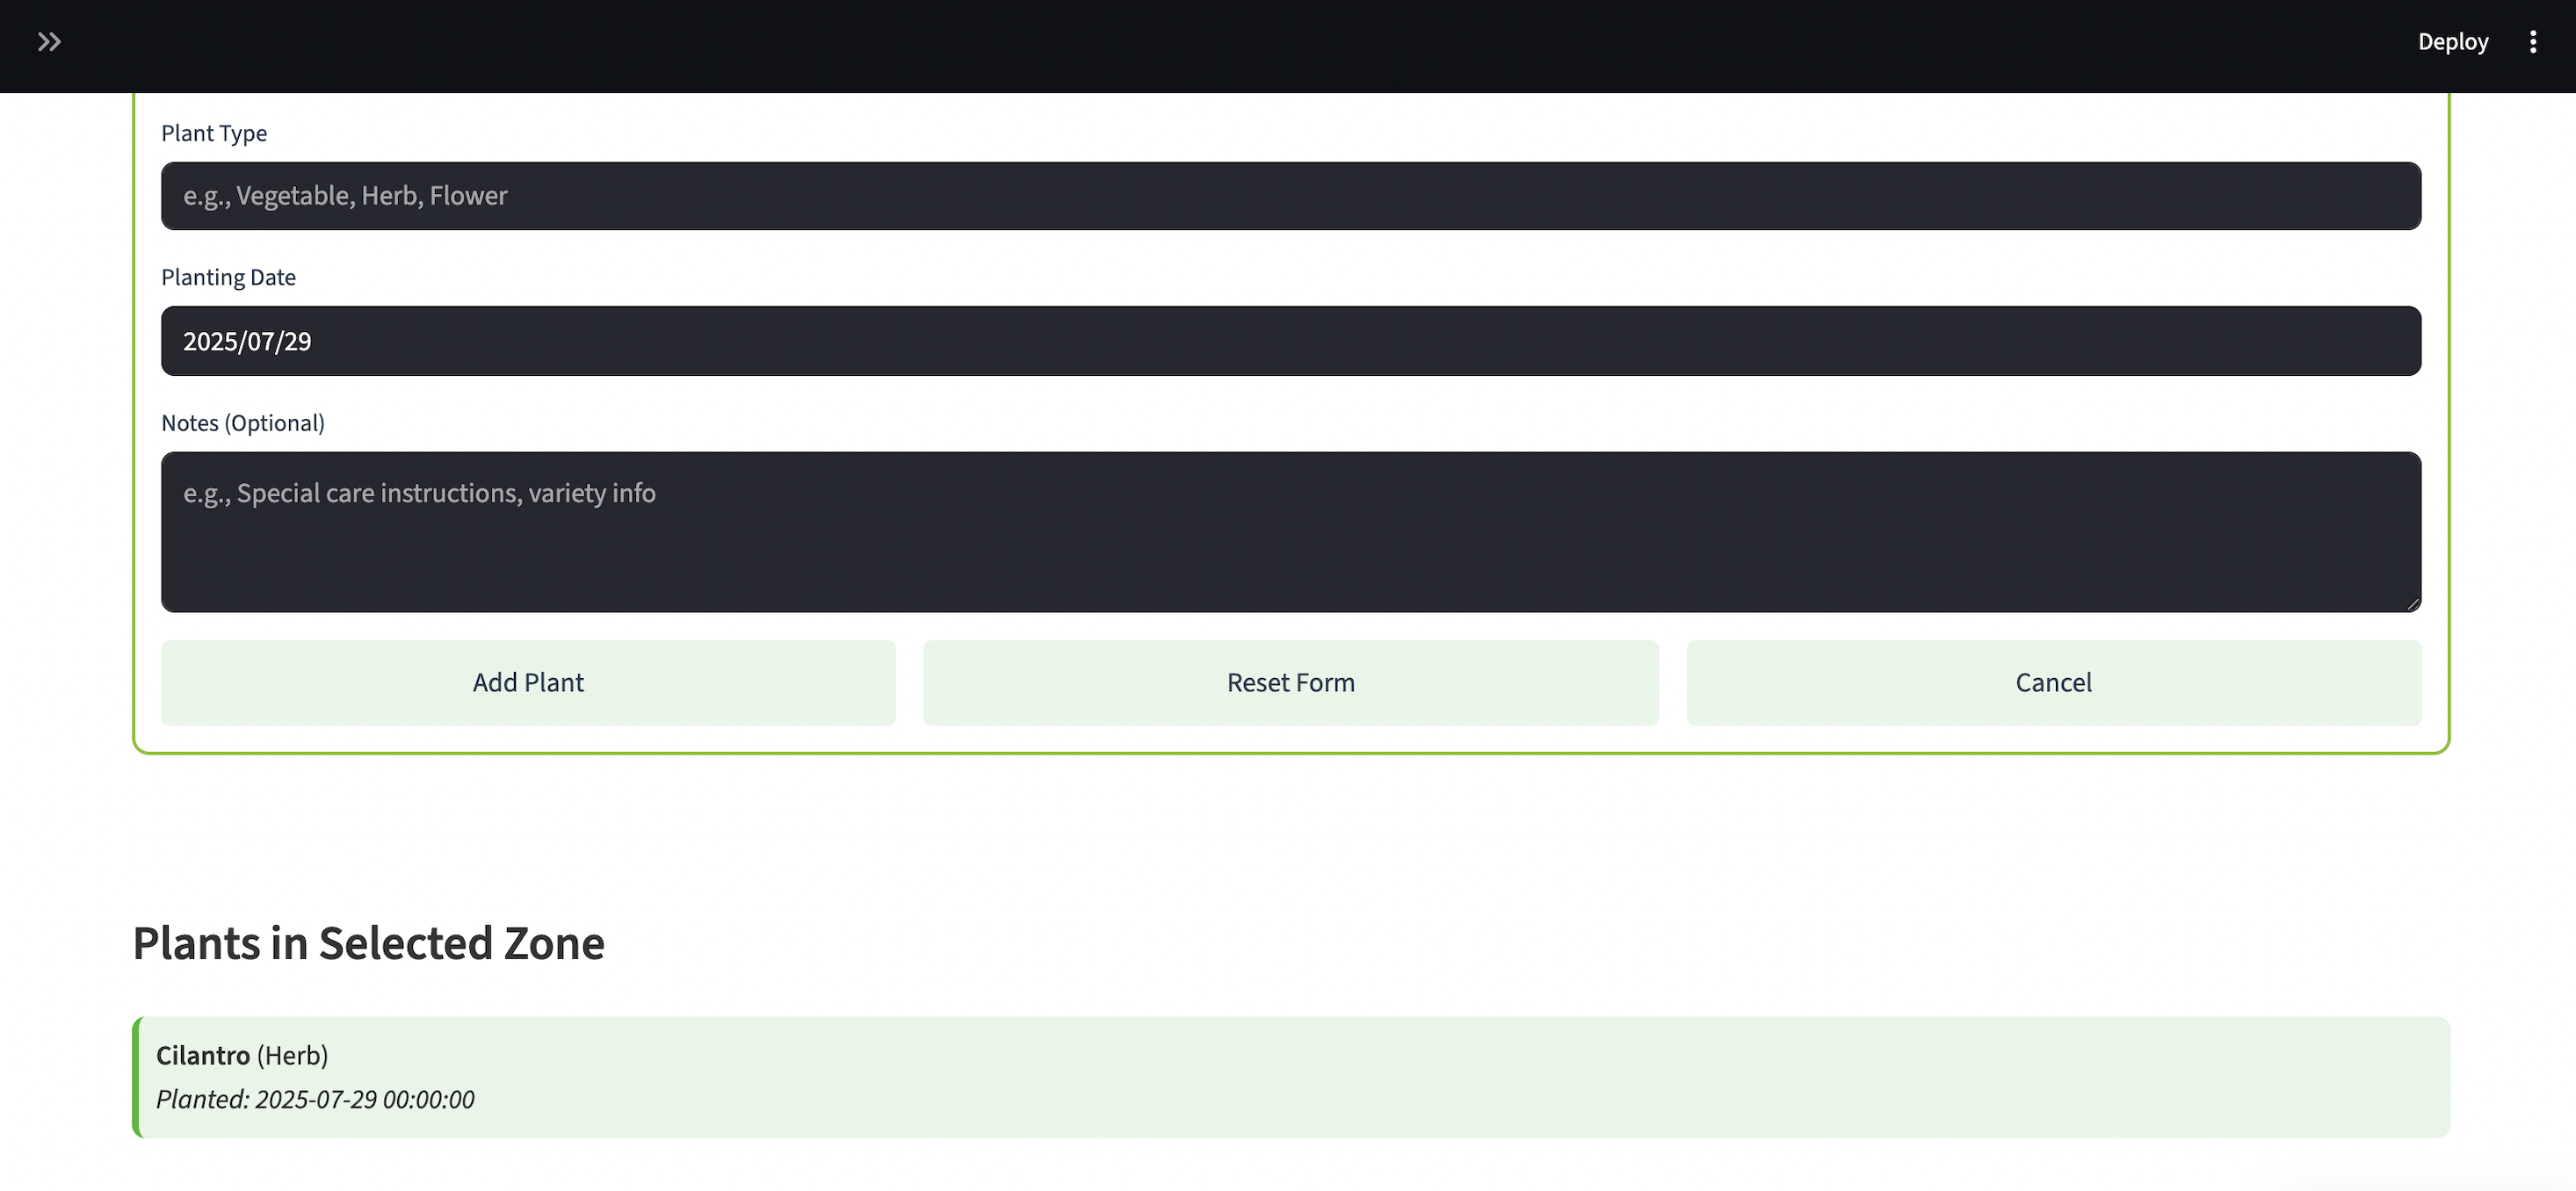 Deploy
Plant Type
e.g., Vegetable, Herb, Flower
Planting Date
2025/07/29
Notes (Optional)
e.g., Special care instructions, variety info
Add Plant
Reset Form
Cancel
Plants in Selected Zone
Cilantro (Herb)
Planted: 2025-07-29 00:00:00